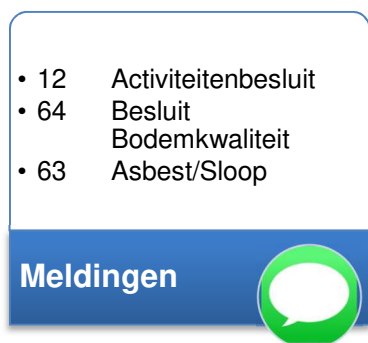 • 12 Activiteitenbesluit
• 64 Besluit
Bodemkwaliteit
• 63 Asbest/Sloop
Meldingen